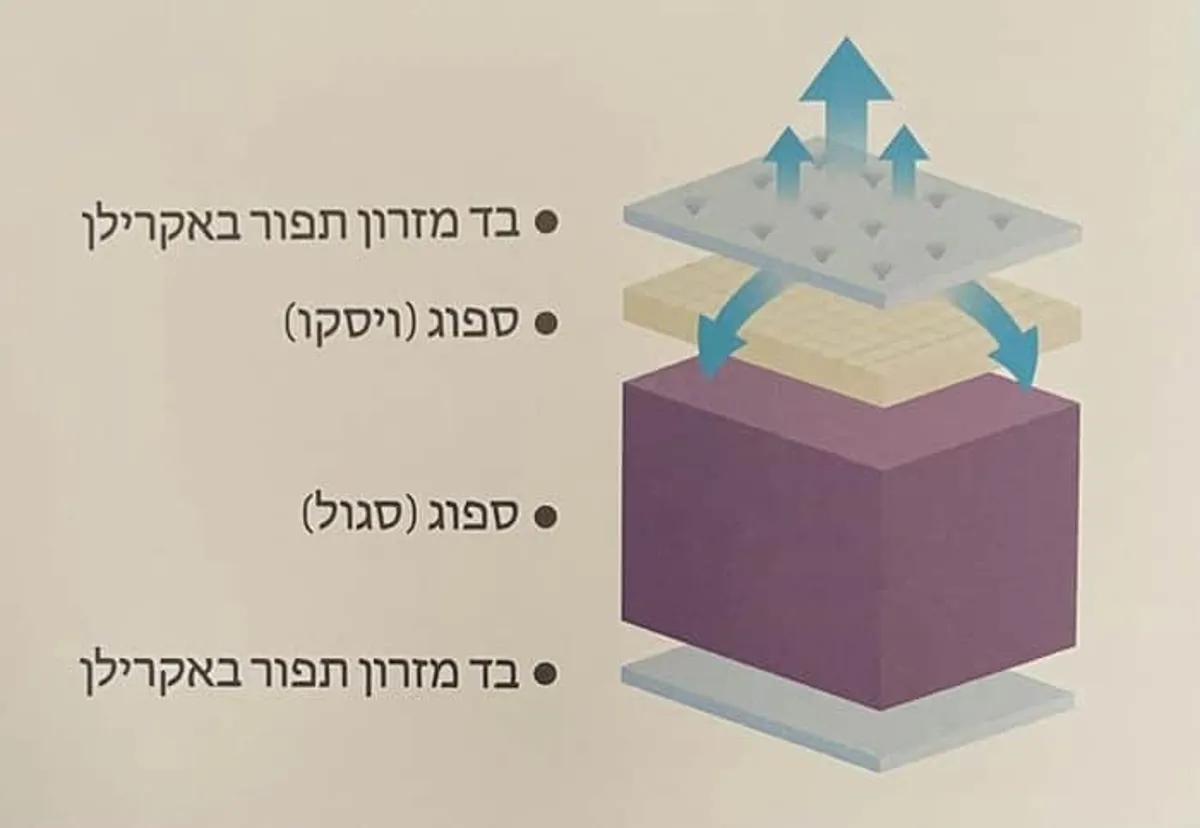 ● בד מזרון תפור באקרילן
● ספוג (ויסקו)
● ספוג (סגול)
● בד מזרון תפור באקרילן